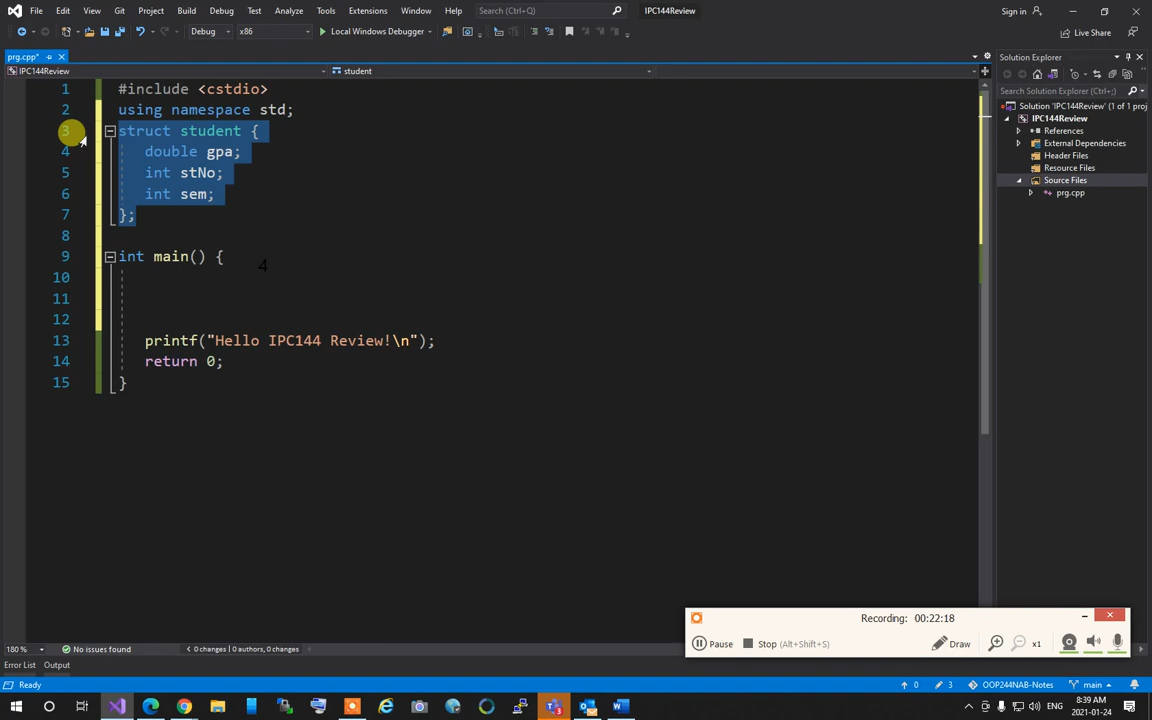 File Edit View Git Project Build Debug Test Analyze Tools Extensions Window Help Search (Ctrl+Q) IPC144Review Sign in
Debug x86 Local Windows Debugger Live Share
prg.cpp*
IPC144Review student
Solution Explorer
Search Solution Explorer (Ctrl+;)
Solution 'IPC144Review' (1 of 1 proj
IPC144Review
References
External Dependencies
Header Files
Resource Files
Source Files
prg.cpp
1 #include <cstdio>
2 using namespace std;
3 struct student {
4 double gpa;
5 int stNo;
6 int sem;
7 };
8
9 int main() {
4
10
11
12
13 printf("Hello IPC144 Review!\n");
14 return 0;
15 }
Recording: 00:22:18
Pause Stop (Alt+Shift+S) Draw x1
180 % No issues found 0 changes | 0 authors, 0 changes
Error List Output
Ready 0 3 OOP244NAB-Notes main
8:39 AM
2021-01-24